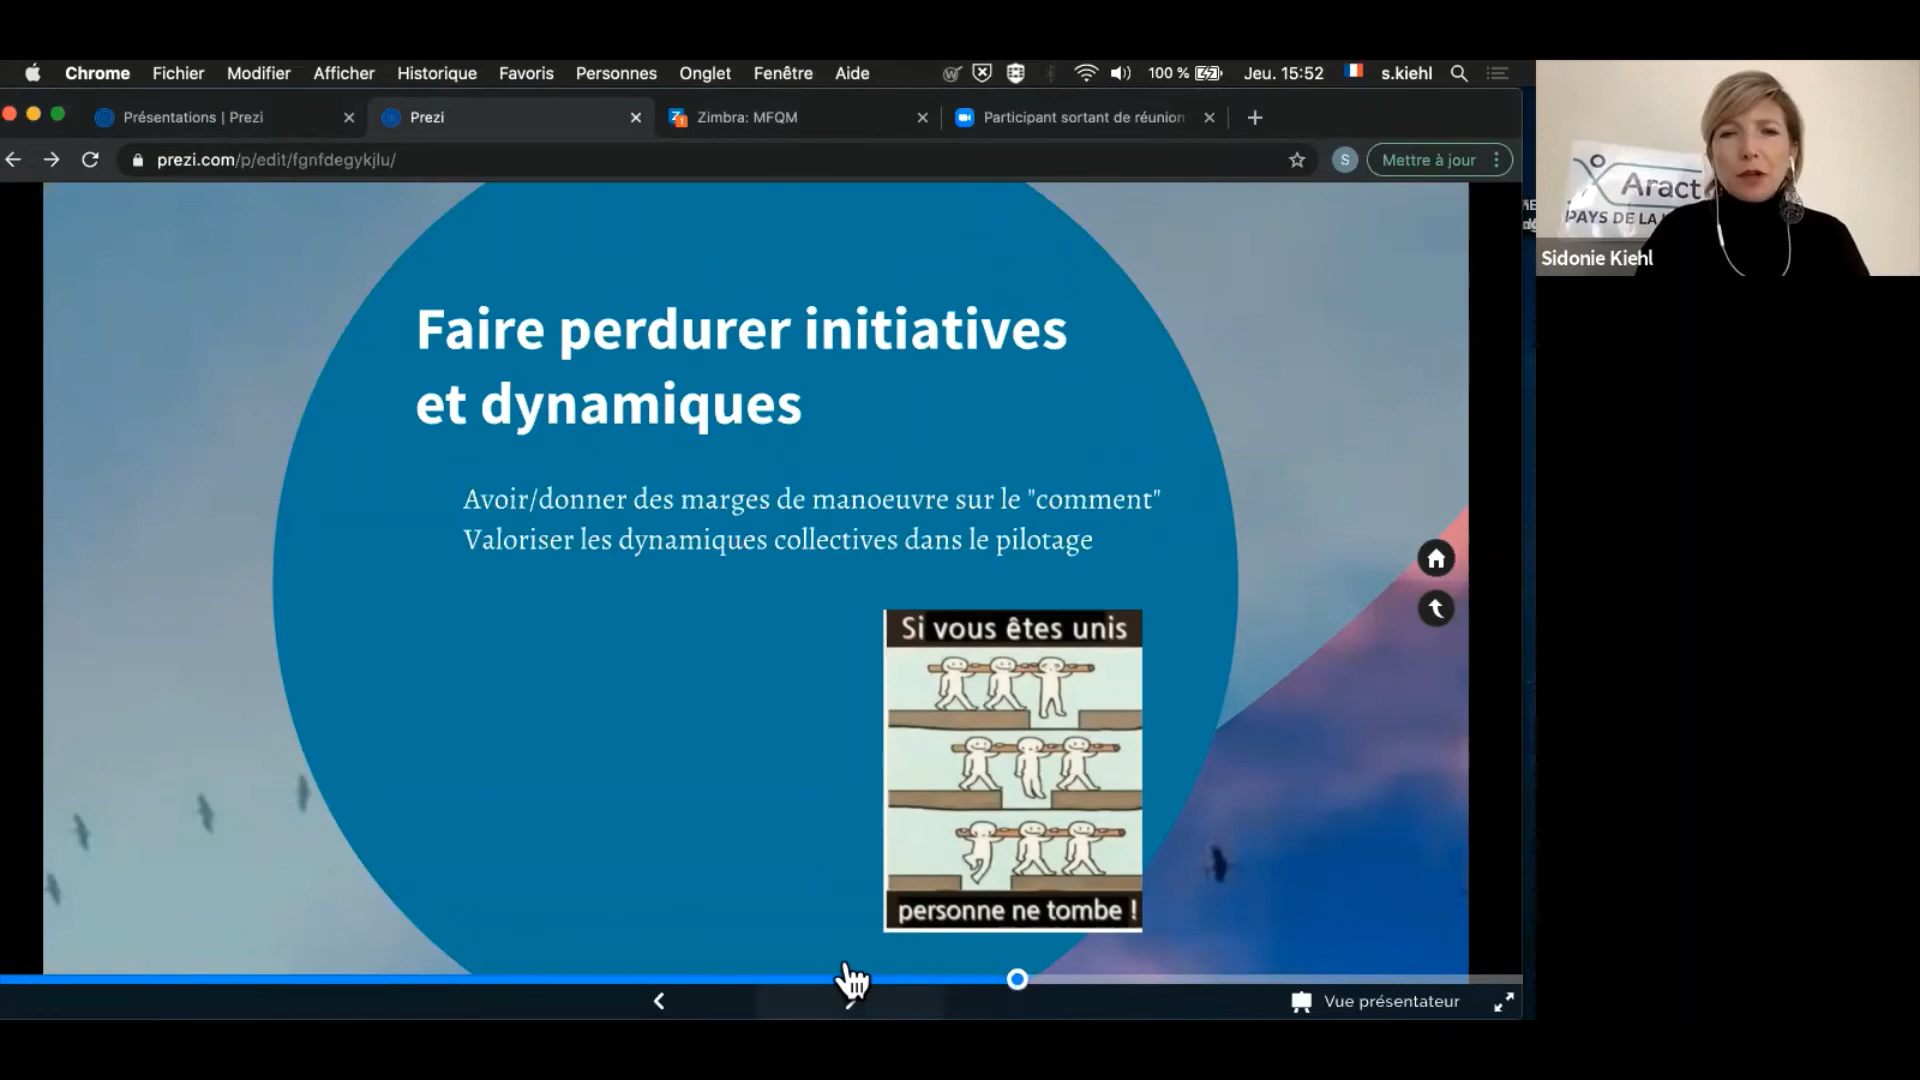 Chrome Fichier Modifier Afficher Historique Favoris Personnes Onglet Fenêtre Aide 100 % Jeu. 15:52 s.kiehl
Présentations | Prezi Prezi Zimbra: MFQM Participant sortant de réunion
prezi.com/p/edit/fgnfdegykjlu/ S Mettre à jour
Aract
PAYS DE LA
Sidonie Kiehl
Faire perdurer initiatives
et dynamiques
Avoir/donner des marges de manoeuvre sur le "comment"
Valoriser les dynamiques collectives dans le pilotage
Si vous êtes unis
personne ne tombe !
Vue présentateur